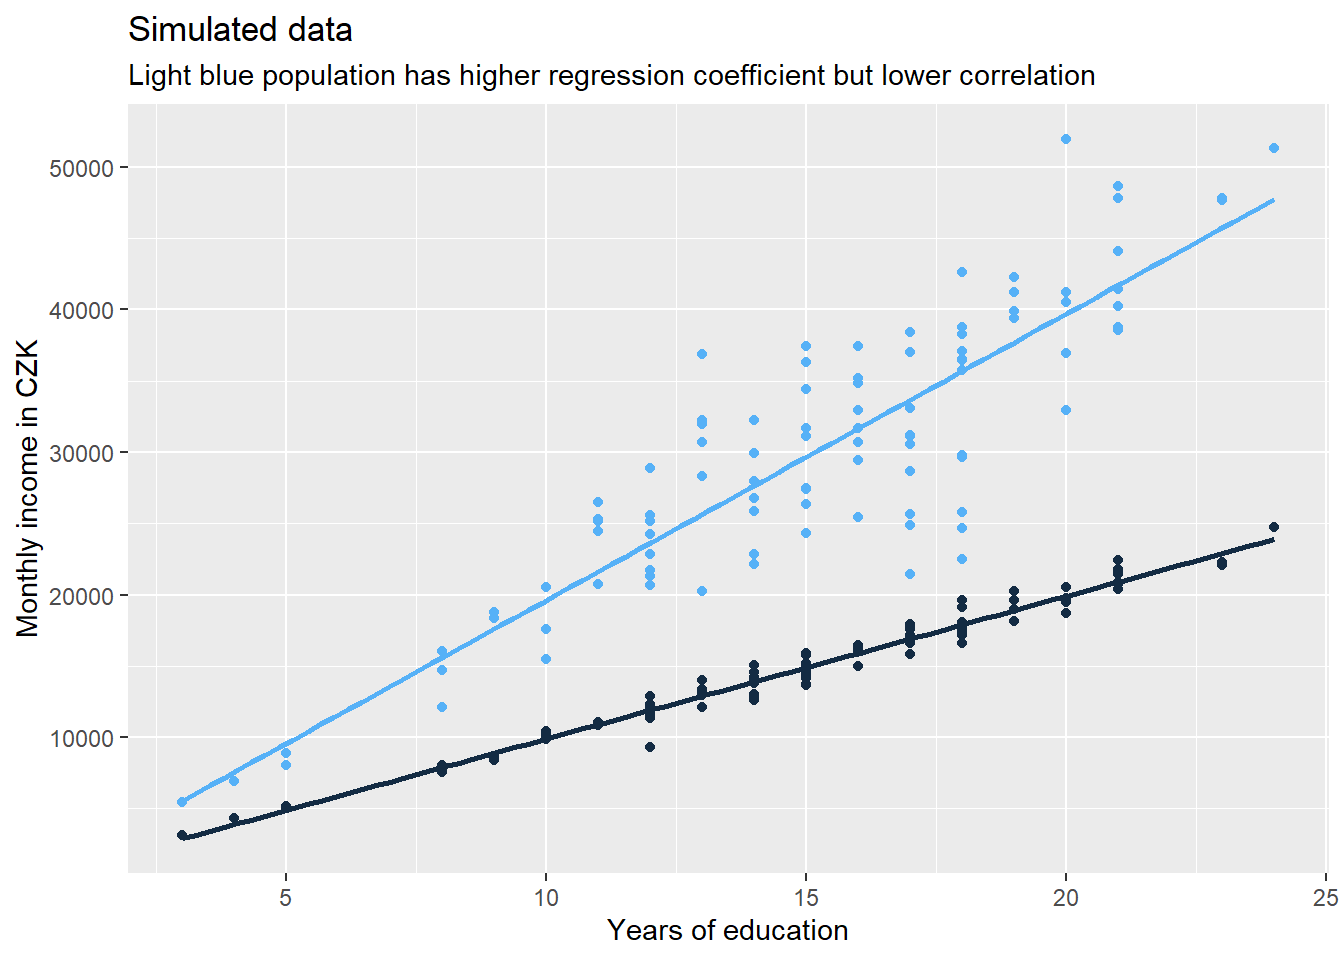 Simulated data
Light blue population has higher regression coefficient but lower correlation
50000
40000
30000
20000
10000
Monthly income in CZK
5 10 15 20 25
Years of education